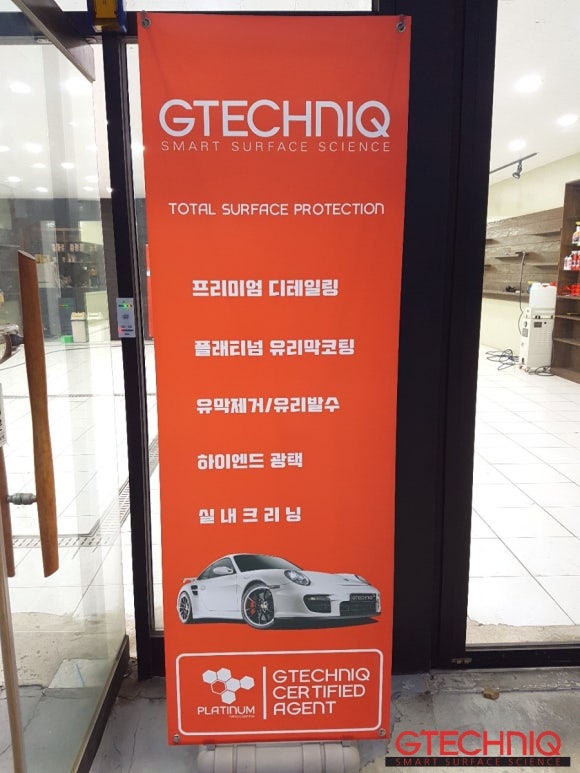 GTECHNIQ
SMART SURFACE SCIENCE
TOTAL SURFACE PROTECTION
프리미엄 디테일링
플래티넘 유리막코팅
유막제거/유리발수
하이엔드 광택
실 내 크 리 닝
GTECHNIQ
PLATINUM
GTECHNIQ
CERTIFIED
AGENT
GTECHNIQ
SMART SURFACE SCIENCE